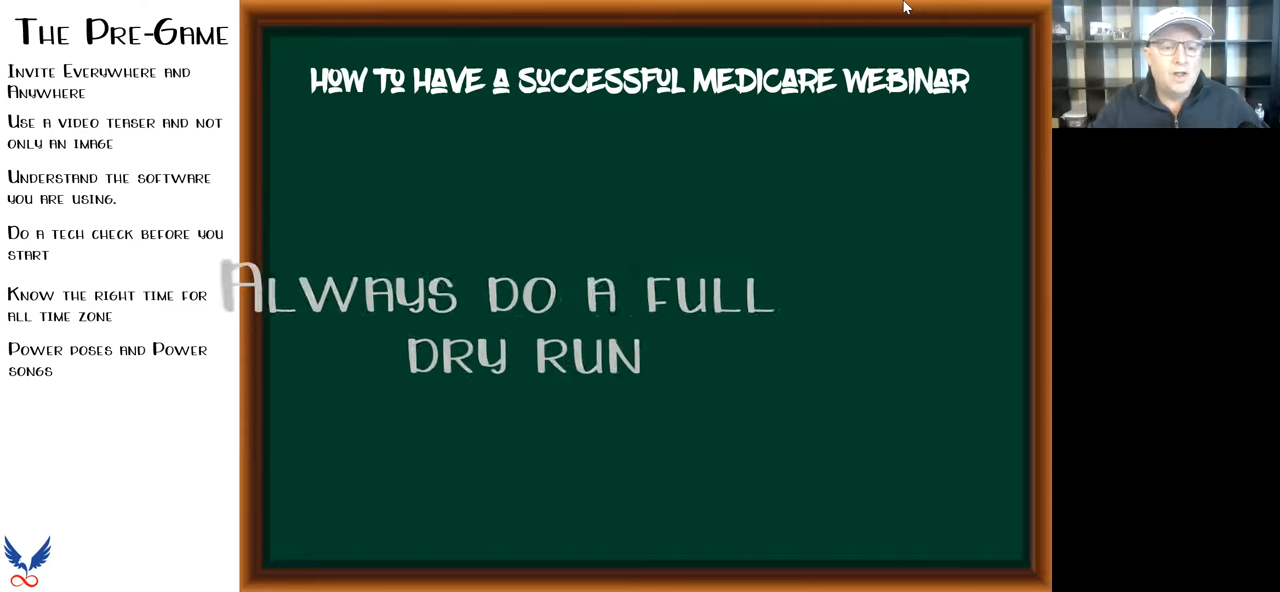 The Pre-Game
Invite Everywhere and
Anywhere
Use a video teaser and not
only an image
Understand the software
you are using.
Do a tech check before you
start
Know the right time for
all time zone
Power poses and Power
songs
How to Have a Successful Medicare Webinar
Always do a full
dry run